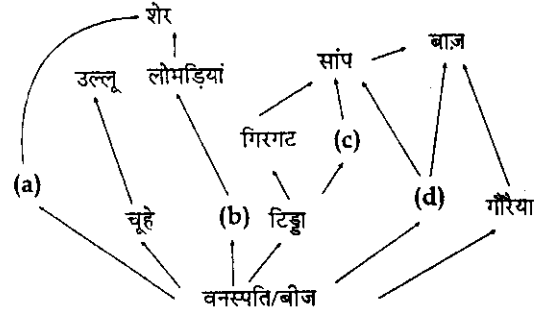 शेर
बाज़
सांप
उल्लू लोमड़ियां
गिरगट (c)
(a)
चूहे (b) टिड्डा (d) गौरैया
वनस्पति/बीज